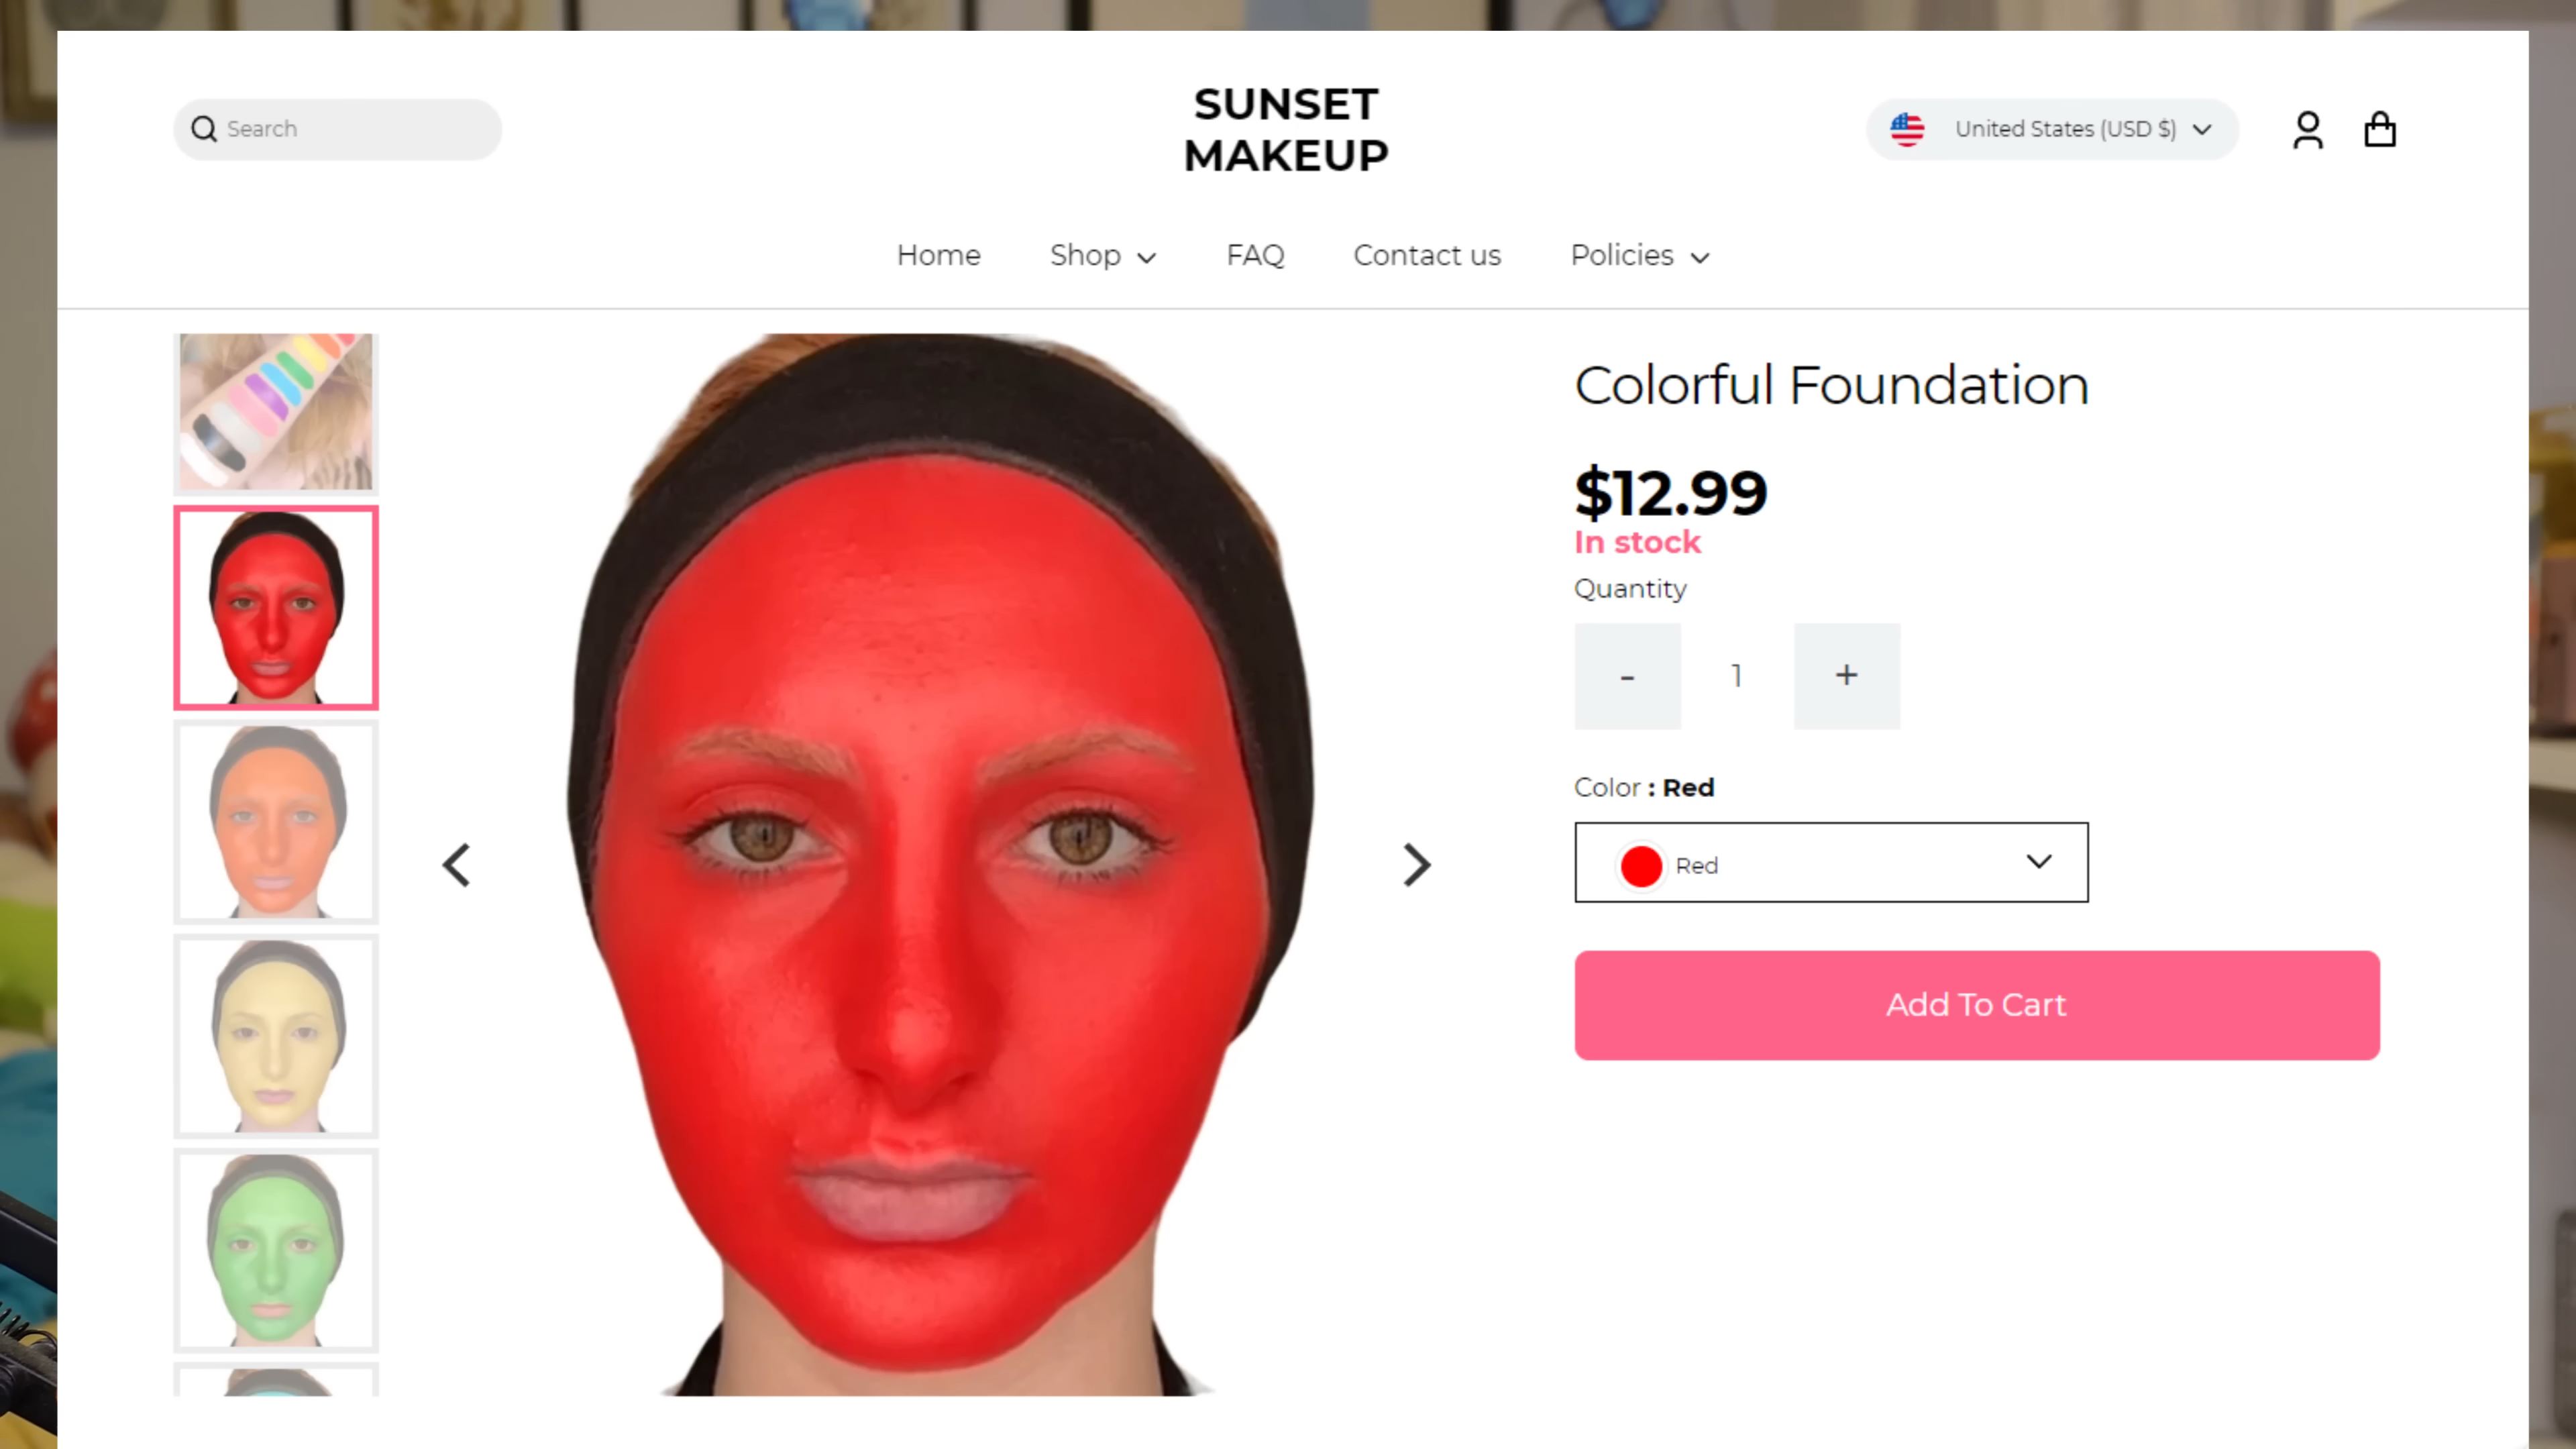 Search
SUNSET
MAKEUP
United States (USD $)
Home
Shop
FAQ
Contact us
Policies
Colorful Foundation
$12.99
In stock
Quantity
-
1
+
Color : Red
Red
Add To Cart